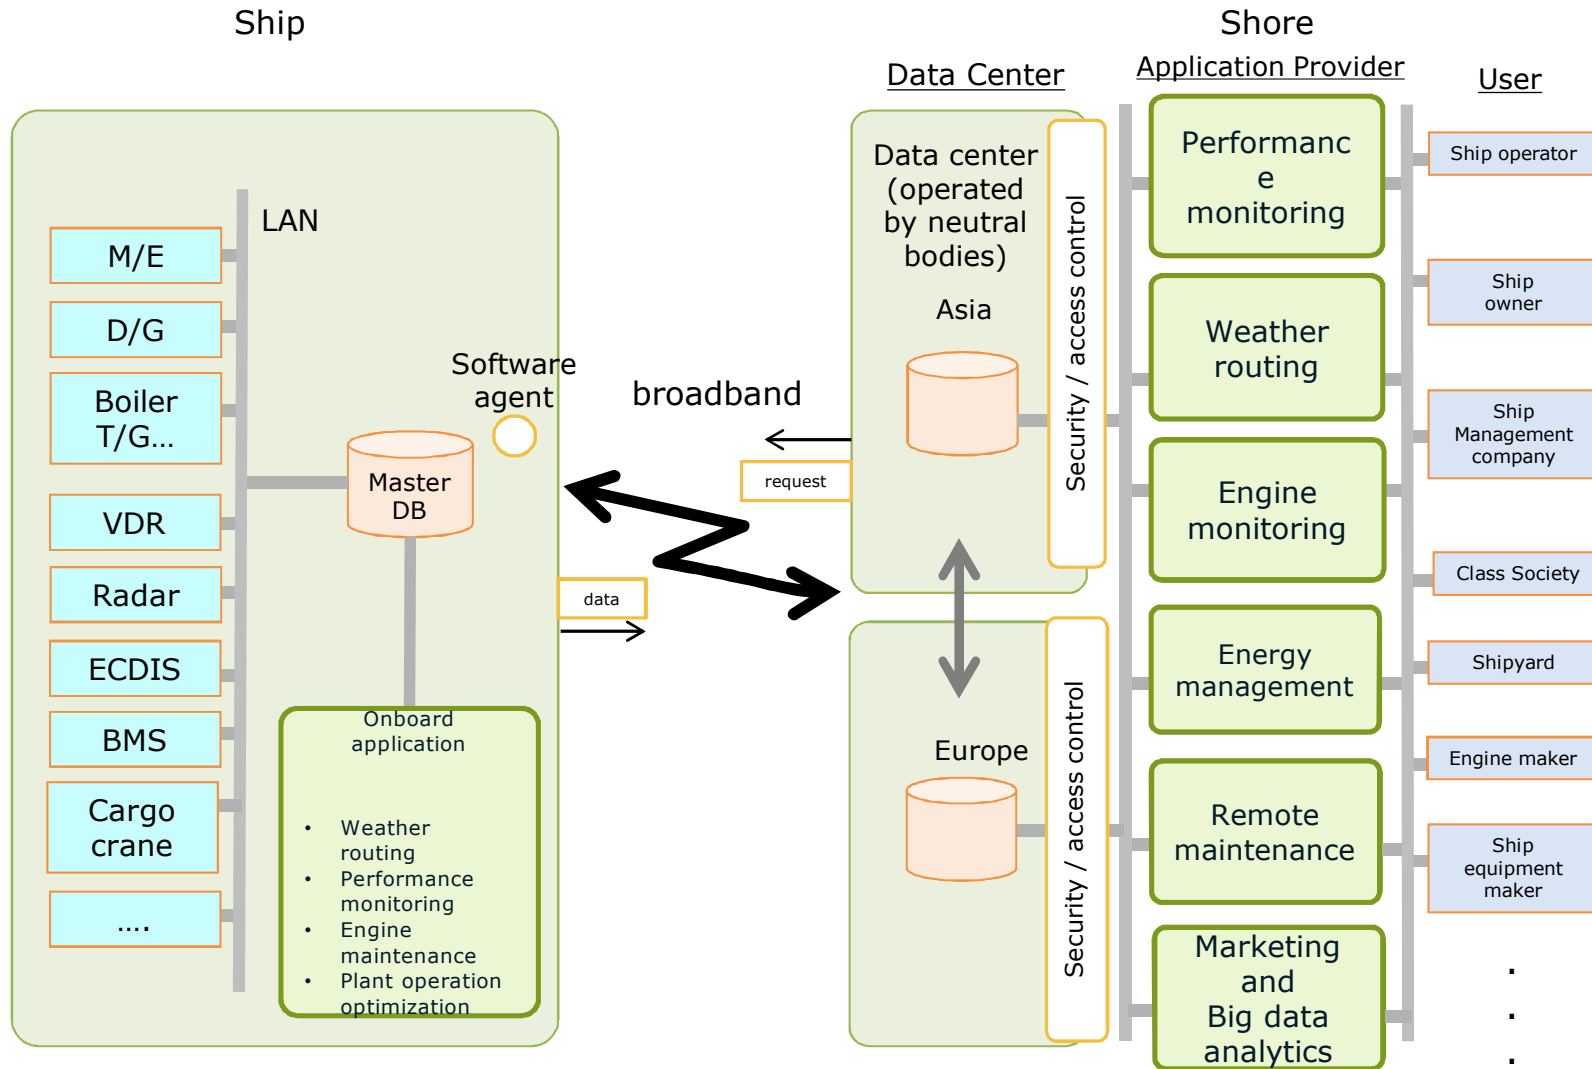 Ship
LAN
M/E
D/G
Boiler
T/G...
VDR
Radar
ECDIS
BMS
Cargo
crane
....
Software
agent
Master
DB
Onboard
application
• Weather
routing
• Performance
monitoring
• Engine
maintenance
• Plant operation
optimization
broadband
request
data
Shore
Data Center
Data center
(operated
by neutral
bodies)
Asia
Security / access control
Europe
Security / access control
Application Provider
Performanc
e
monitoring
Weather
routing
Engine
monitoring
Energy
management
Remote
maintenance
Marketing
and
Big data
analytics
User
Ship operator
Ship
owner
Ship
Management
company
Class Society
Shipyard
Engine maker
Ship
equipment
maker
.
.
.